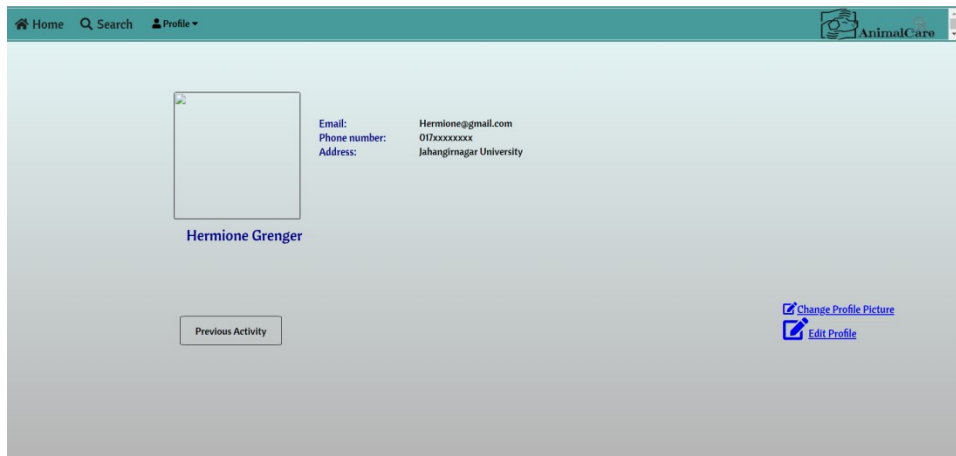 Home Search Profile AnimalCare
Email: Hermione@gmail.com
Phone number: 017xxxxxxxx
Address: Jahangirnagar University
Hermione Grenger
Change Profile Picture
Previous Activity Edit Profile